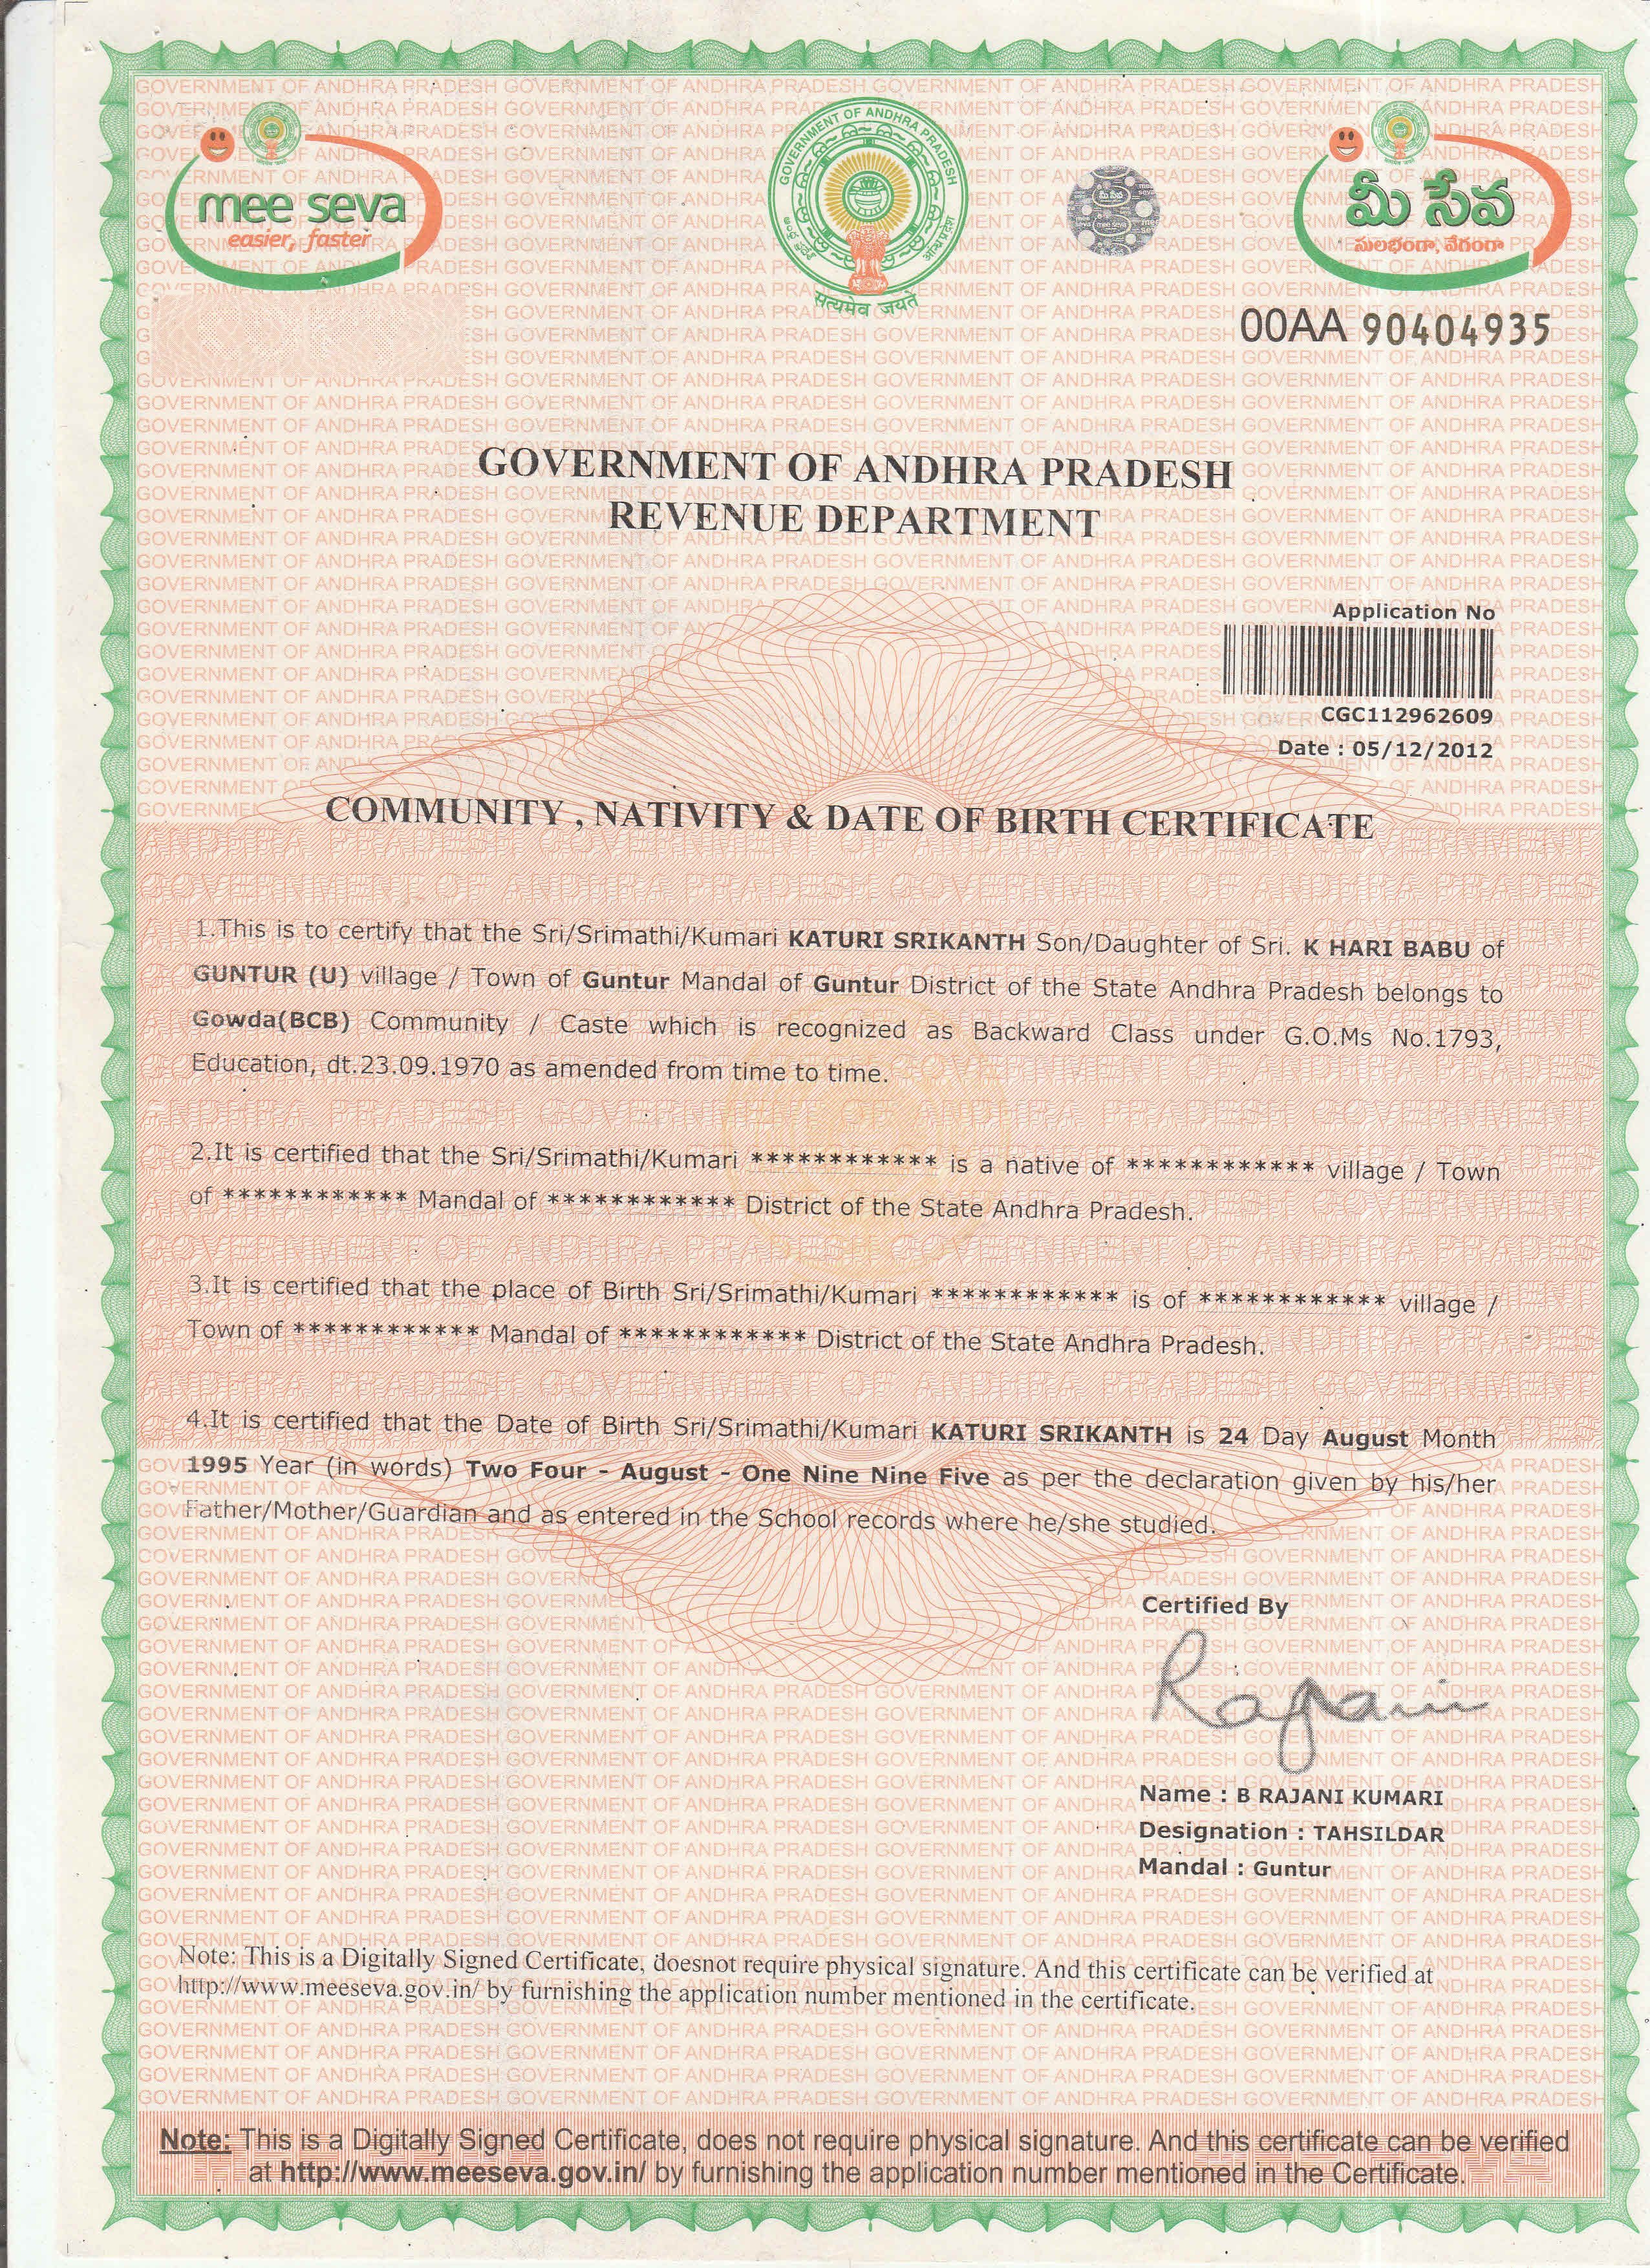 mee seva
easier, faster
GOVERNMENT OF ANDHRA PRADESH
सत्यमेव जयते
మీ సేవ
సులభంగా, వేగంగా
00AA 90404935
GOVERNMENT OF ANDHRA PRADESH
REVENUE DEPARTMENT
Application No
CGC112962609
Date : 05/12/2012
COMMUNITY , NATIVITY & DATE OF BIRTH CERTIFICATE
1.This is to certify that the Sri/Srimathi/Kumari KATURI SRIKANTH Son/Daughter of Sri. K HARI BABU of
GUNTUR (U) village / Town of Guntur Mandal of Guntur District of the State Andhra Pradesh belongs to
Gowda(BCB) Community / Caste which is recognized as Backward Class under G.O.Ms No.1793,
Education, dt.23.09.1970 as amended from time to time.
2.It is certified that the Sri/Srimathi/Kumari ************ is a native of ************ village / Town
of ************ Mandal of ************ District of the State Andhra Pradesh.
3.It is certified that the place of Birth Sri/Srimathi/Kumari ************ is of ************ village /
Town of ************ Mandal of ************ District of the State Andhra Pradesh.
4.It is certified that the Date of Birth Sri/Srimathi/Kumari KATURI SRIKANTH is 24 Day August Month
1995 Year (in words) Two Four - August - One Nine Nine Five as per the declaration given by his/her
Father/Mother/Guardian and as entered in the School records where he/she studied.
Certified By
Rajani
Name : B RAJANI KUMARI
Designation : TAHSILDAR
Mandal : Guntur
Note: This is a Digitally Signed Certificate, doesnot require physical signature. And this certificate can be verified at
http://www.meeseva.gov.in/ by furnishing the application number mentioned in the certificate.
Note: This is a Digitally Signed Certificate, does not require physical signature. And this certificate can be verified
at http://www.meeseva.gov.in/ by furnishing the application number mentioned in the Certificate.